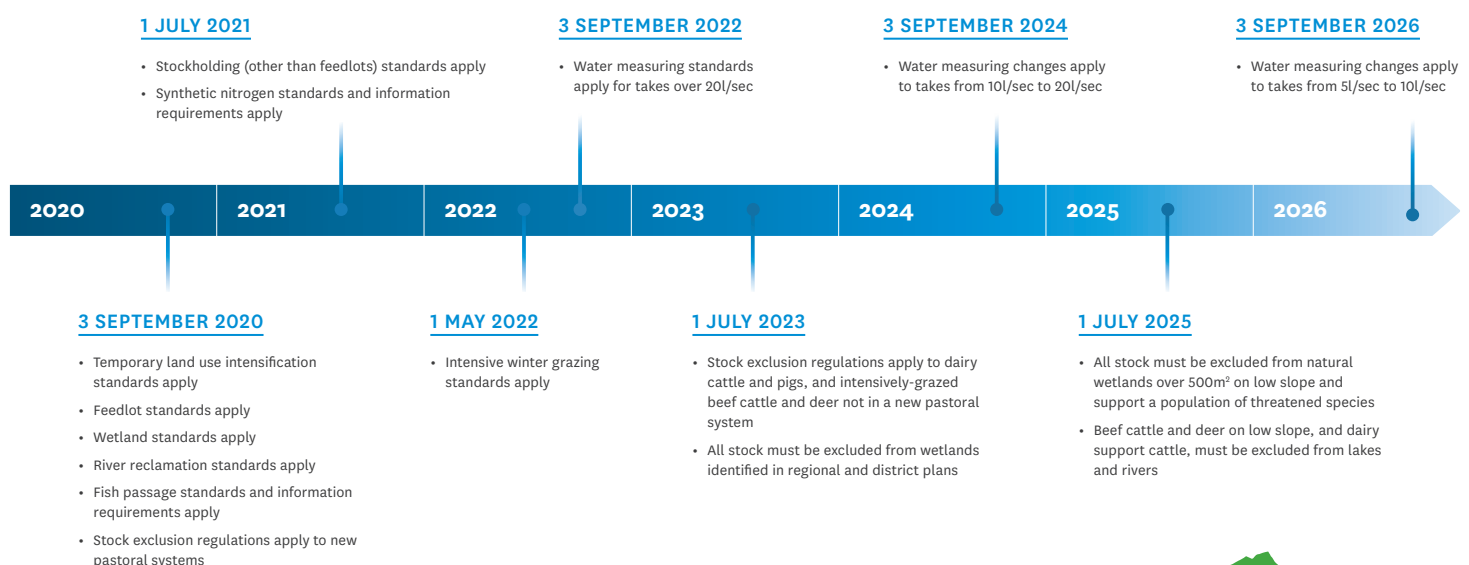 1 JULY 2021
• Stockholding (other than feedlots) standards apply
• Synthetic nitrogen standards and information
requirements apply
3 SEPTEMBER 2022
• Water measuring standards
apply for takes over 20l/sec
3 SEPTEMBER 2024
• Water measuring changes apply
to takes from 10l/sec to 20l/sec
3 SEPTEMBER 2026
• Water measuring changes apply
to takes from 5l/sec to 10l/sec
2020
2021
2022
2023
2024
2025
2026
3 SEPTEMBER 2020
• Temporary land use intensification
standards apply
• Feedlot standards apply
• Wetland standards apply
• River reclamation standards apply
• Fish passage standards and information
requirements apply
• Stock exclusion regulations apply to new
pastoral systems
1 MAY 2022
• Intensive winter grazing
standards apply
1 JULY 2023
• Stock exclusion regulations apply to dairy
cattle and pigs, and intensively-grazed
beef cattle and deer not in a new pastoral
system
• All stock must be excluded from wetlands
identified in regional and district plans
1 JULY 2025
• All stock must be excluded from natural
wetlands over 500m² on low slope and
support a population of threatened species
• Beef cattle and deer on low slope, and dairy
support cattle, must be excluded from lakes
and rivers